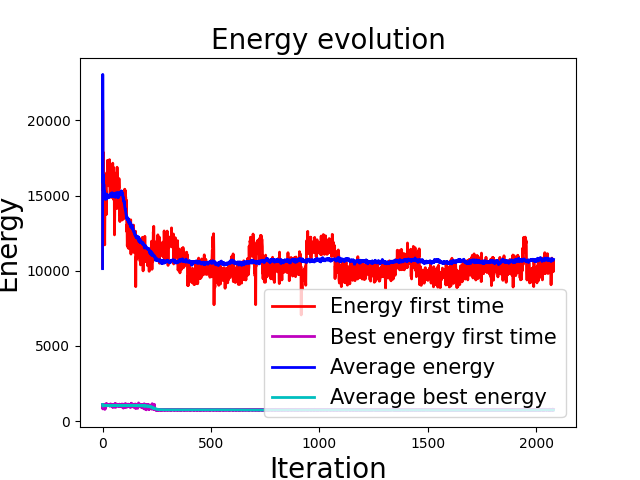 Energy evolution
Energy
20000
15000
10000
5000
0
Energy first time
Best energy first time
Average energy
Average best energy
0 500 1000 1500 2000
Iteration